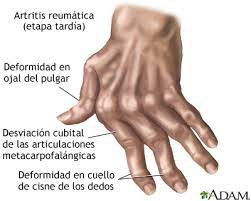 Artritis reumática
(etapa tardía)
Deformidad en
ojal del pulgar
Desviación cubital
de las articulaciones
metacarpofalángicas
Deformidad en cuello
de cisne de los dedos
ADAM.